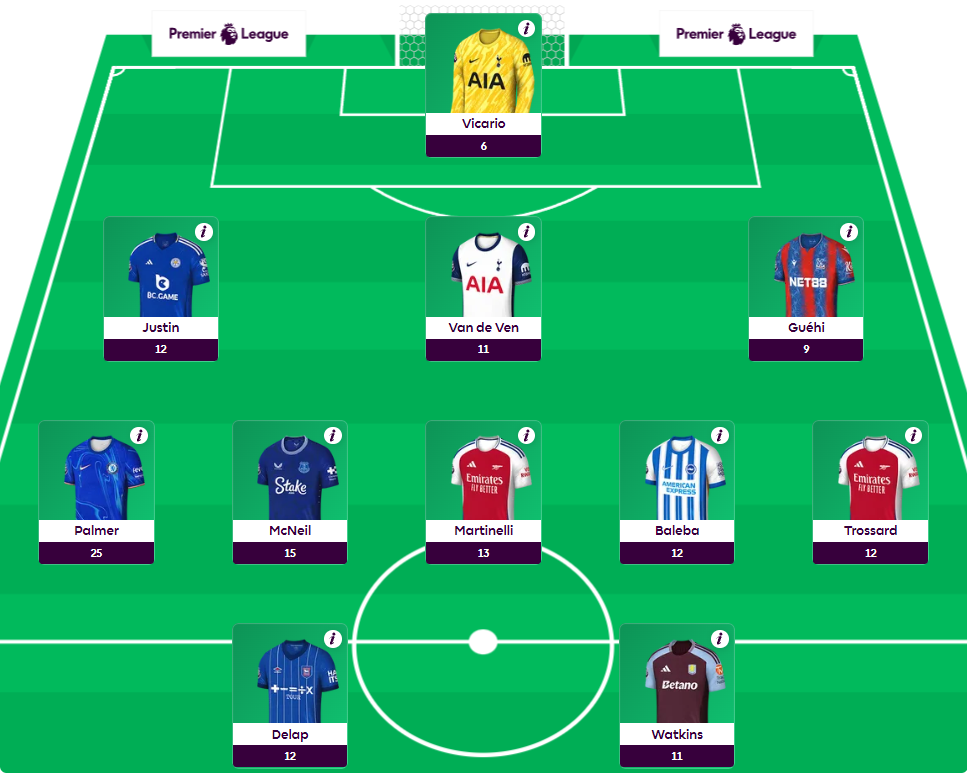 Premier League
Premier League
i
AIA
Vicario
6
i
i
i
BC.GAME
AIA
NET88
Justin
Van de Ven
Guéhi
12
11
9
i
i
i
i
i
Stake
Emirates
FLY BETTER
AMERICAN
EXPRESS
Emirates
FLY BETTER
Palmer
McNeil
Martinelli
Baleba
Trossard
25
15
13
12
12
i
i
+−=÷×
TOUR
Betano
Delap
Watkins
12
11